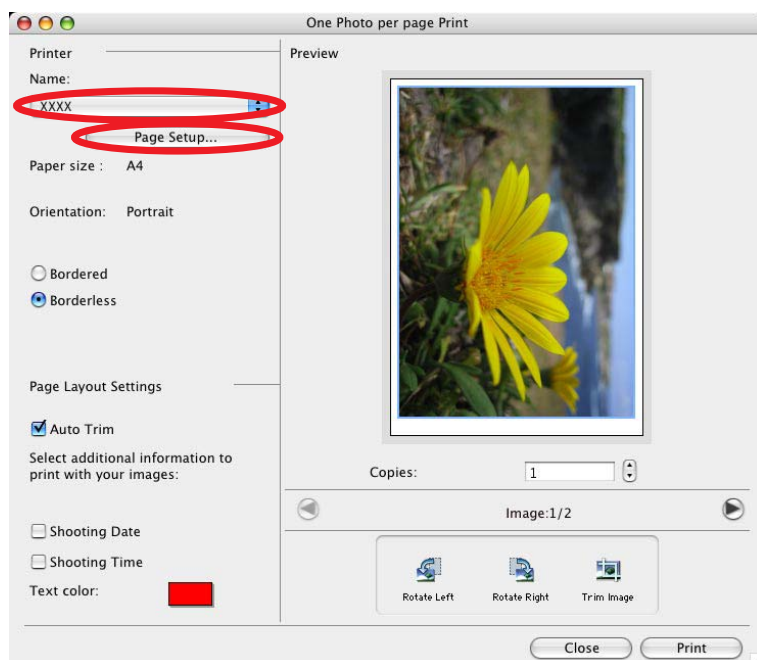 One Photo per page Print
Printer
Name:
XXXX
Page Setup...
Paper size : A4
Orientation: Portrait
Bordered
Borderless
Page Layout Settings
Auto Trim
Select additional information to
print with your images:
Shooting Date
Shooting Time
Text color:
Preview
Copies: 1
Image:1/2
Rotate Left Rotate Right Trim Image
Close Print